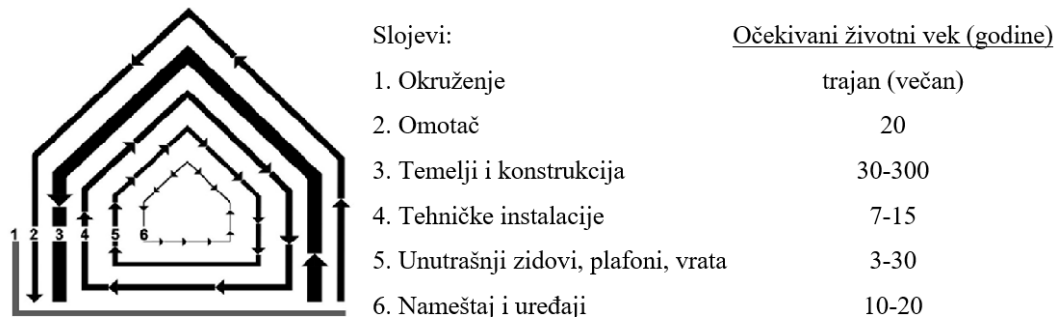 Slojevi: Očekivani životni vek (godine)
1. Okruženje trajan (večan)
2. Omotač 20
3. Temelji i konstrukcija 30-300
4. Tehničke instalacije 7-15
1 2 3 4 5 6
5. Unutrašnji zidovi, plafoni, vrata 3-30
6. Nameštaj i uređaji 10-20